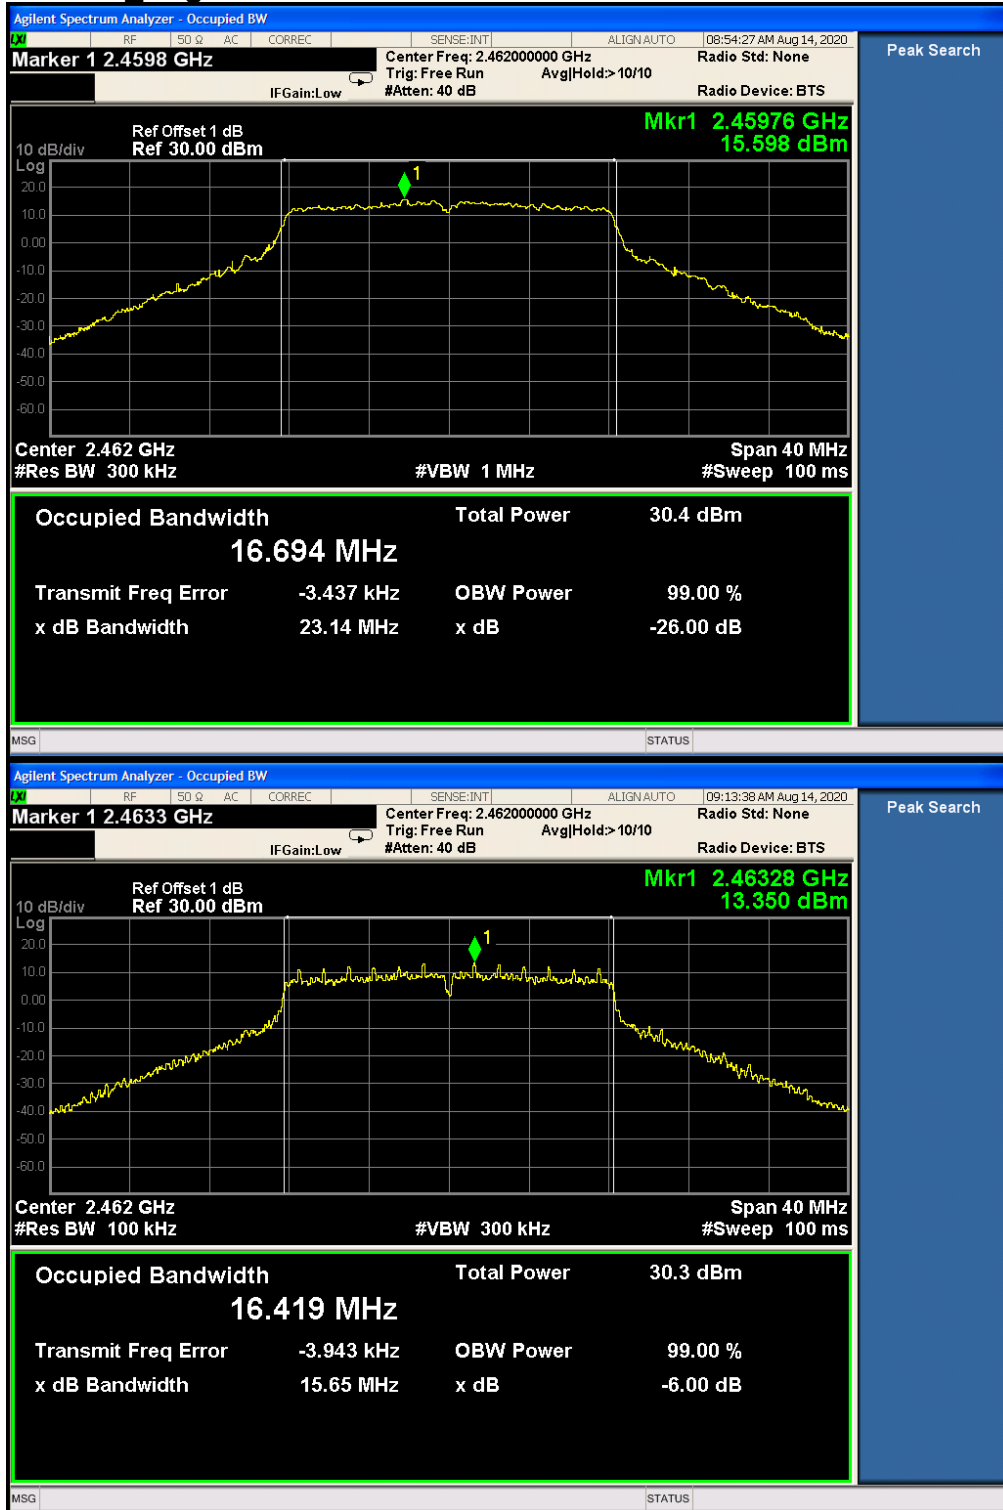 Agilent Spectrum Analyzer - Occupied BW
LXI RF 50 Ω AC CORREC SENSE:INT ALIGN AUTO 08:54:27 AM Aug 14, 2020
Marker 1 2.4598 GHz Center Freq: 2.462000000 GHz Radio Std: None Peak Search
Trig: Free Run Avg|Hold:> 10/10
IFGain:Low #Atten: 40 dB Radio Device: BTS
Mkr1 2.45976 GHz
Ref Offset 1 dB
15.598 dBm
10 dB/div Ref 30.00 dBm
Log
1
20.0
10.0
0.00
-10.0
-20.0
-30.0
-40.0
-50.0
-60.0
Center 2.462 GHz Span 40 MHz
#Res BW 300 kHz #VBW 1 MHz #Sweep 100 ms
Occupied Bandwidth Total Power 30.4 dBm
16.694 MHz
Transmit Freq Error -3.437 kHz OBW Power 99.00 %
x dB Bandwidth 23.14 MHz x dB -26.00 dB
MSG STATUS
Agilent Spectrum Analyzer - Occupied BW
LXI RF 50 Ω AC CORREC SENSE:INT ALIGN AUTO 09:13:38 AM Aug 14, 2020
Marker 1 2.4633 GHz Center Freq: 2.462000000 GHz Radio Std: None Peak Search
Trig: Free Run Avg|Hold:> 10/10
IFGain:Low #Atten: 40 dB Radio Device: BTS
Mkr1 2.46328 GHz
Ref Offset 1 dB
13.350 dBm
10 dB/div Ref 30.00 dBm
Log
1
20.0
10.0
0.00
-10.0
-20.0
-30.0
-40.0
-50.0
-60.0
Center 2.462 GHz Span 40 MHz
#Res BW 100 kHz #VBW 300 kHz #Sweep 100 ms
Occupied Bandwidth Total Power 30.3 dBm
16.419 MHz
Transmit Freq Error -3.943 kHz OBW Power 99.00 %
x dB Bandwidth 15.65 MHz x dB -6.00 dB
MSG STATUS